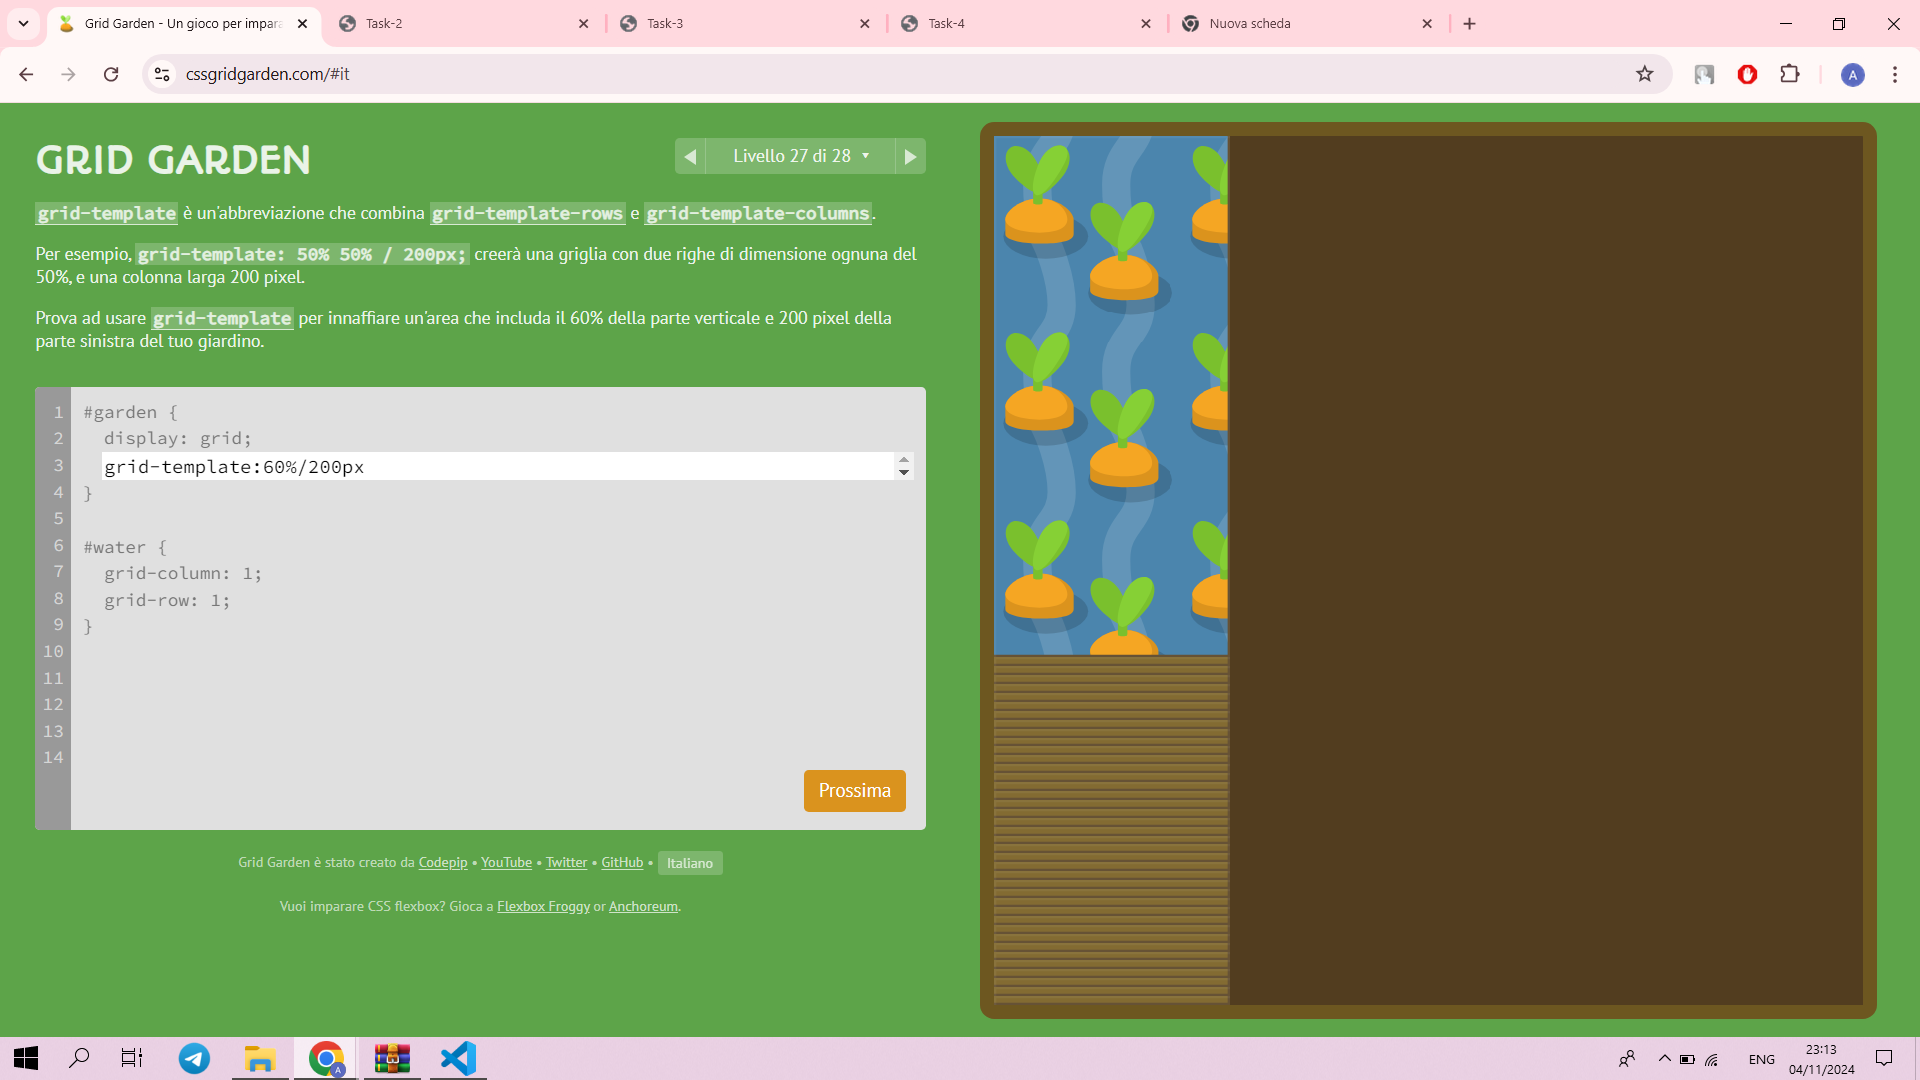 Grid Garden - Un gioco per impara
Task-2
Task-3
Task-4
Nuova scheda
cssgridgarden.com/#it
A
GRID GARDEN
Livello 27 di 28
grid-template è un'abbreviazione che combina grid-template-rows e grid-template-columns.
Per esempio, grid-template: 50% 50% / 200px; creerà una griglia con due righe di dimensione ognuna del
50%, e una colonna larga 200 pixel.
Prova ad usare grid-template per innaffiare un'area che includa il 60% della parte verticale e 200 pixel della
parte sinistra del tuo giardino.
1 #garden {
2 display: grid;
3 grid-template:60%/200px
4 }
5
6 #water {
7 grid-column: 1;
8 grid-row: 1;
9 }
10
11
12
13
14
Prossima
Grid Garden è stato creato da Codepip • YouTube • Twitter • GitHub • Italiano
Vuoi imparare CSS flexbox? Gioca a Flexbox Froggy or Anchoreum.
A
ENG
23:13
04/11/2024